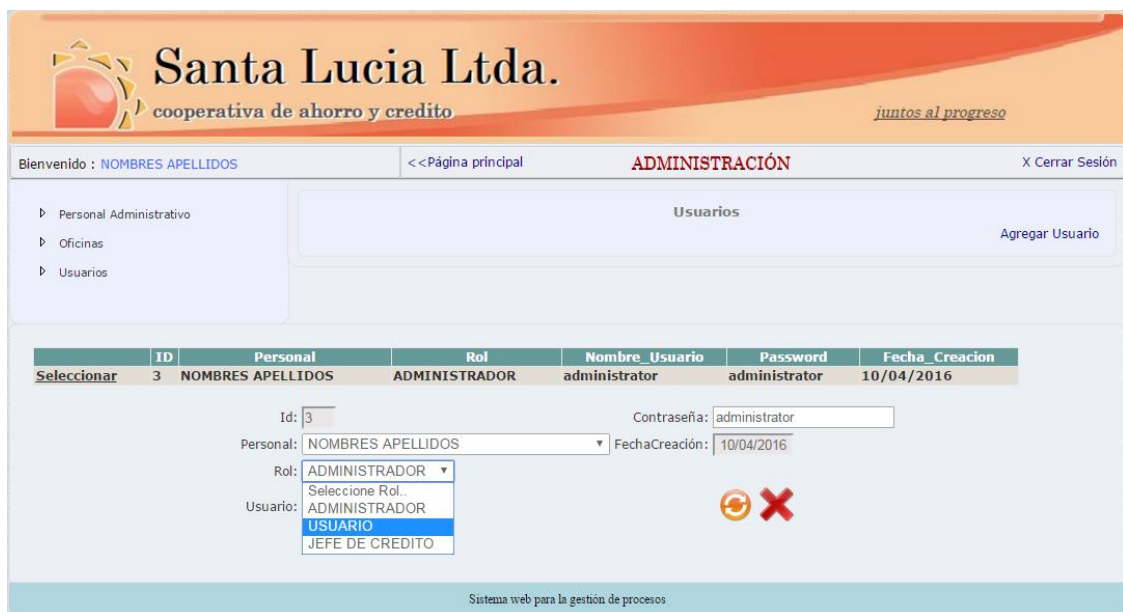 Santa Lucia Ltda.
cooperativa de ahorro y credito
juntos al progreso
Bienvenido : NOMBRES APELLIDOS
<<Página principal
ADMINISTRACIÓN
X Cerrar Sesión
Personal Administrativo
Oficinas
Usuarios
Usuarios
Agregar Usuario
ID Personal Rol Nombre_Usuario Password Fecha_Creacion
Seleccionar 3 NOMBRES APELLIDOS ADMINISTRADOR administrator administrator 10/04/2016
Id: 3 Contraseña: administrator
Personal: NOMBRES APELLIDOS FechaCreación: 10/04/2016
Rol: ADMINISTRADOR
Seleccione Rol..
Usuario: ADMINISTRADOR
USUARIO
JEFE DE CREDITO
Sistema web para la gestión de procesos